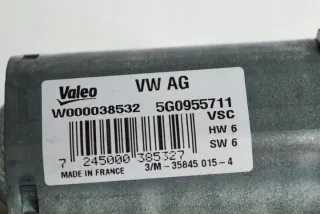 Valeo VW AG
W000038532 5G0955711
VSC
HW 6
SW 6
7 245000 385327
MADE IN FRANCE 3/M - 35845 015 - 4